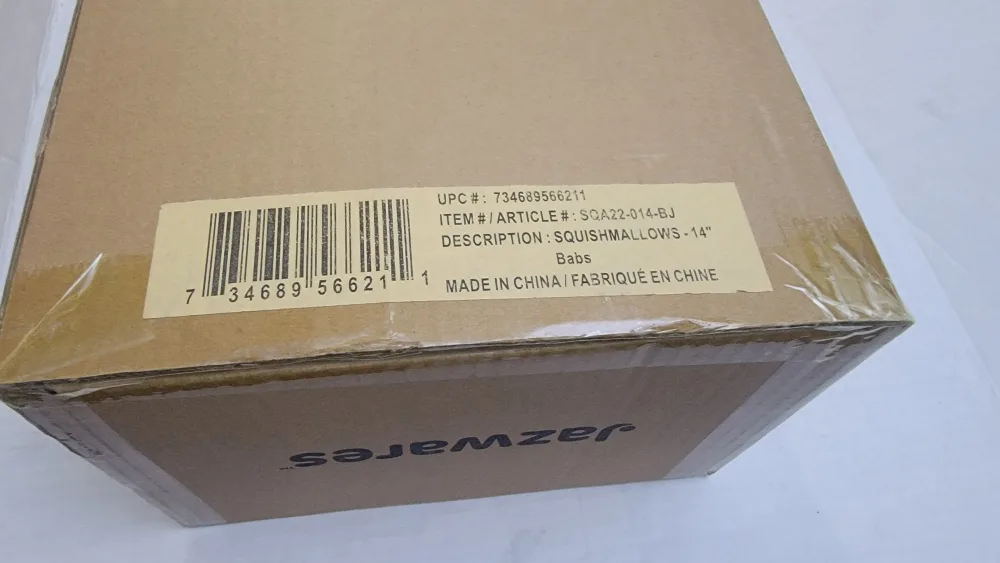 UPC # : 734689566211
ITEM # / ARTICLE # : SQA22-014-BJ
DESCRIPTION : SQUISHMALLOWS - 14"
Babs
MADE IN CHINA / FABRIQUÉ EN CHINE
7 34689 56621 1
Jazwares™